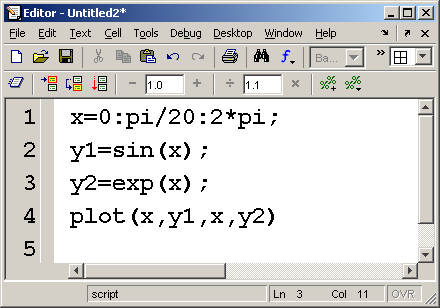 Editor - Untitled2*
File Edit Text Cell Tools Debug Desktop Window Help
Ba...
1.0 1.1
1 x=0:pi/20:2*pi;
2 y1=sin(x);
3 y2=exp(x);
4 plot(x,y1,x,y2)
5
script Ln 3 Col 11 OVR